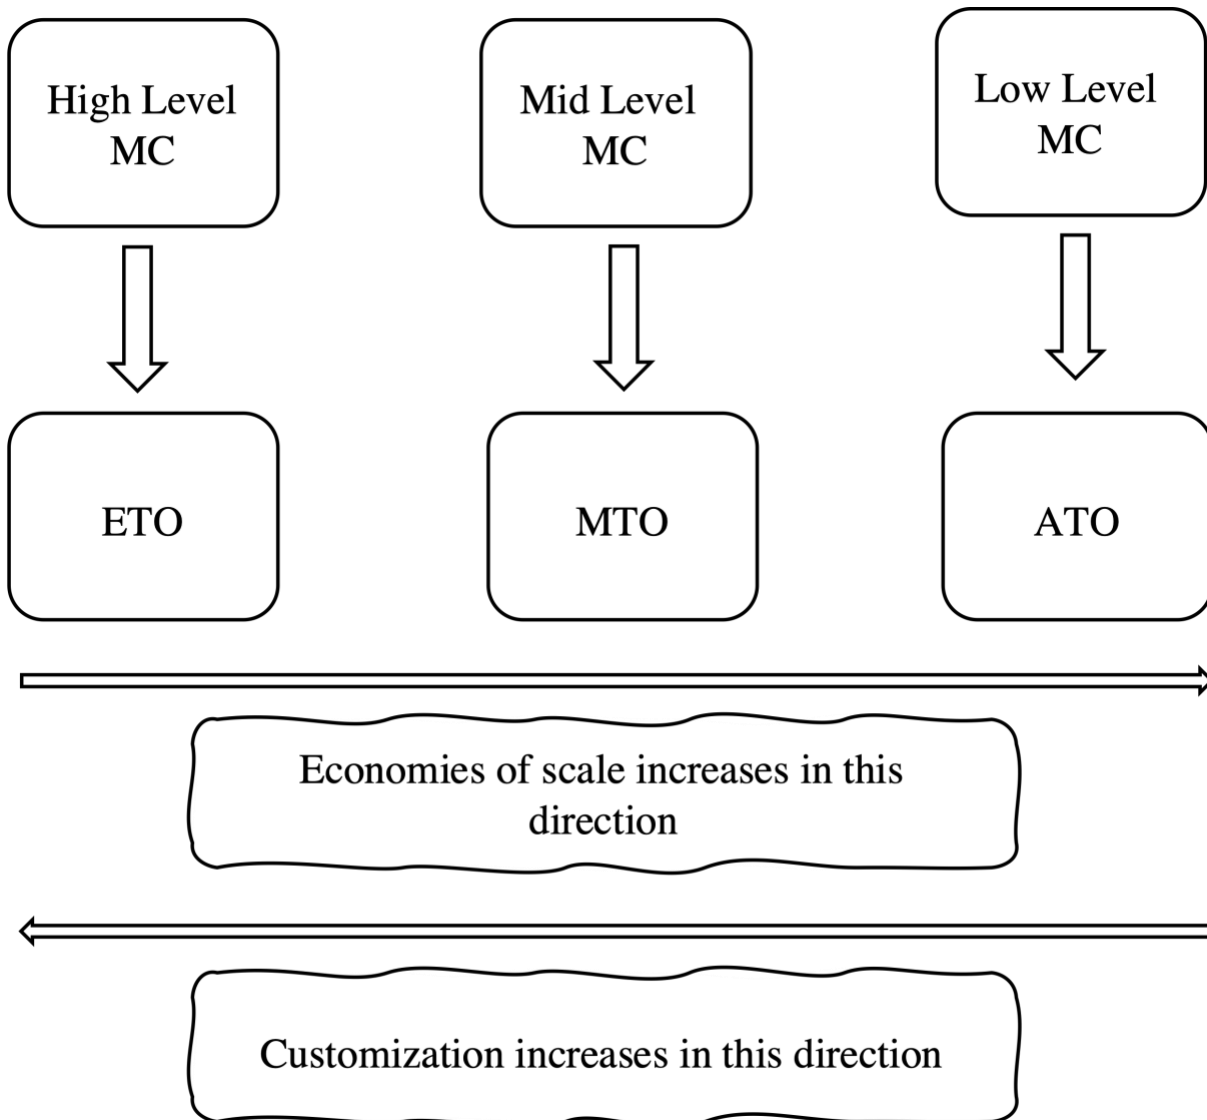 High Level
MC
Mid Level
MC
Low Level
MC
ETO
MTO
ATO
Economies of scale increases in this
direction
Customization increases in this direction